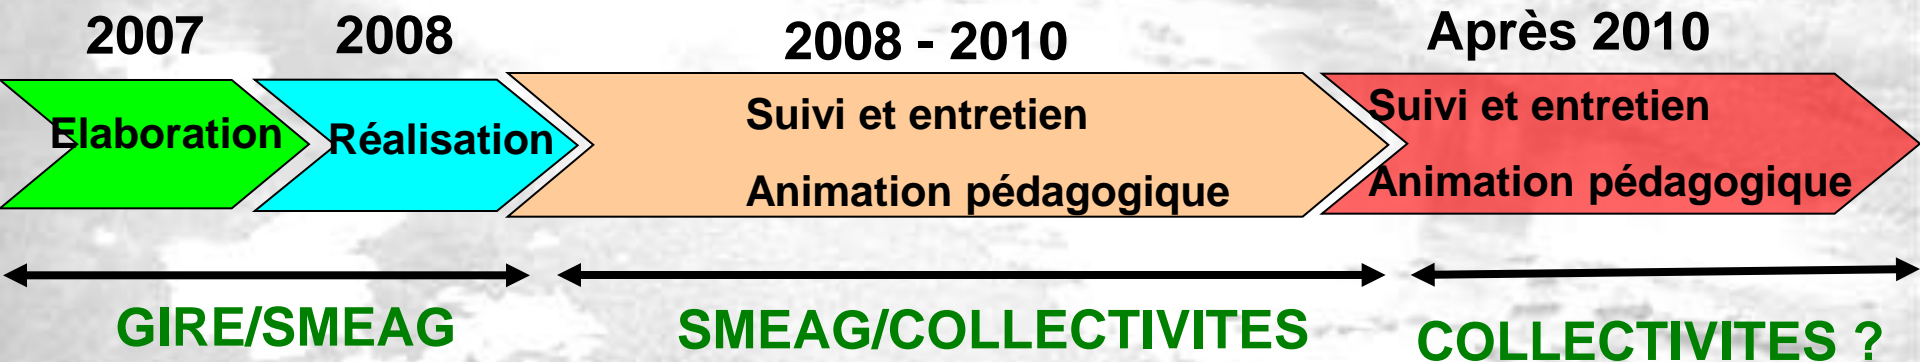 2007
2008
2008 - 2010
Après 2010
Elaboration
Réalisation
Suivi et entretien
Animation pédagogique
Suivi et entretien
Animation pédagogique
GIRE/SMEAG
SMEAG/COLLECTIVITES
COLLECTIVITES ?